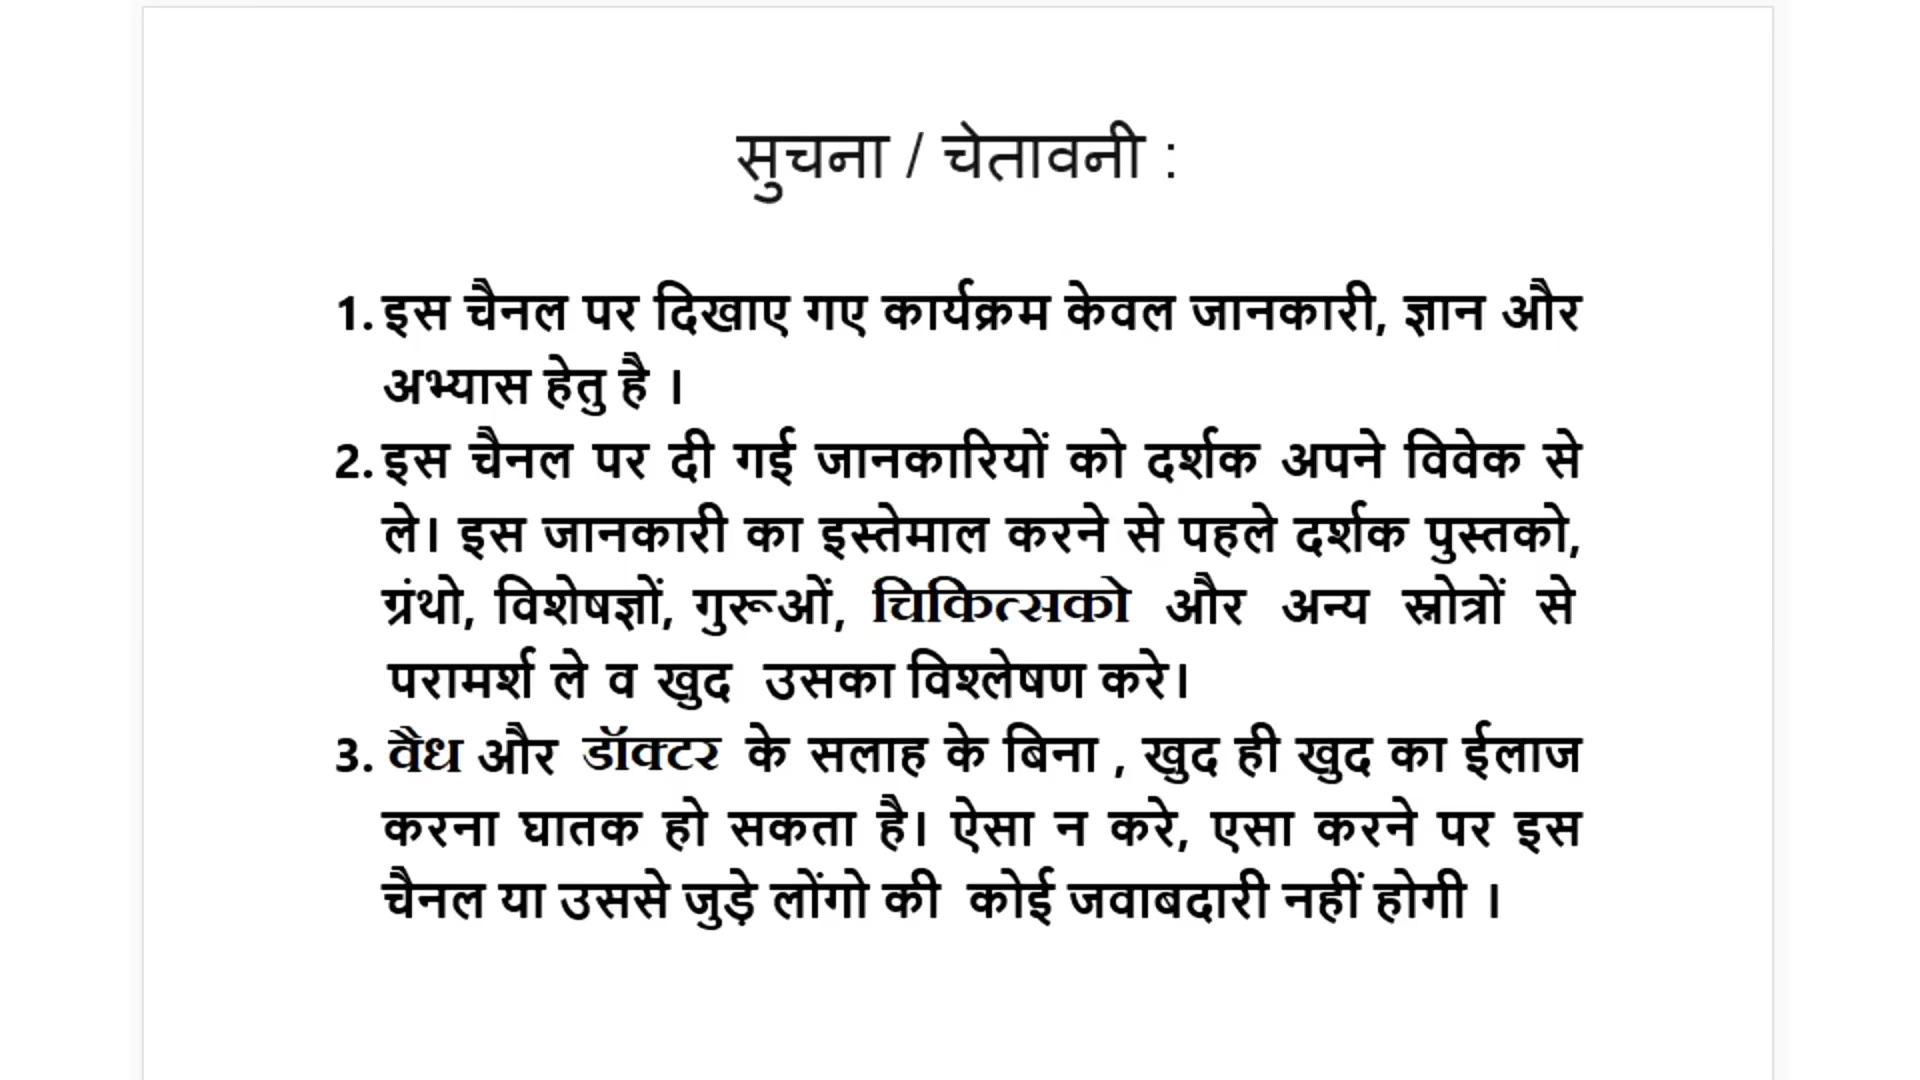 सुचना / चेतावनी :
1. इस चैनल पर दिखाए गए कार्यक्रम केवल जानकारी, ज्ञान और
अभ्यास हेतु है ।
2. इस चैनल पर दी गई जानकारियों को दर्शक अपने विवेक से
ले। इस जानकारी का इस्तेमाल करने से पहले दर्शक पुस्तको,
ग्रंथो, विशेषज्ञों, गुरूओं, चिकित्सको और अन्य स्रोत्रों से
परामर्श ले व खुद उसका विश्लेषण करे।
3. वैध और डॉक्टर के सलाह के बिना , खुद ही खुद का ईलाज
करना घातक हो सकता है। ऐसा न करे, एसा करने पर इस
चैनल या उससे जुड़े लोंगो की कोई जवाबदारी नहीं होगी ।